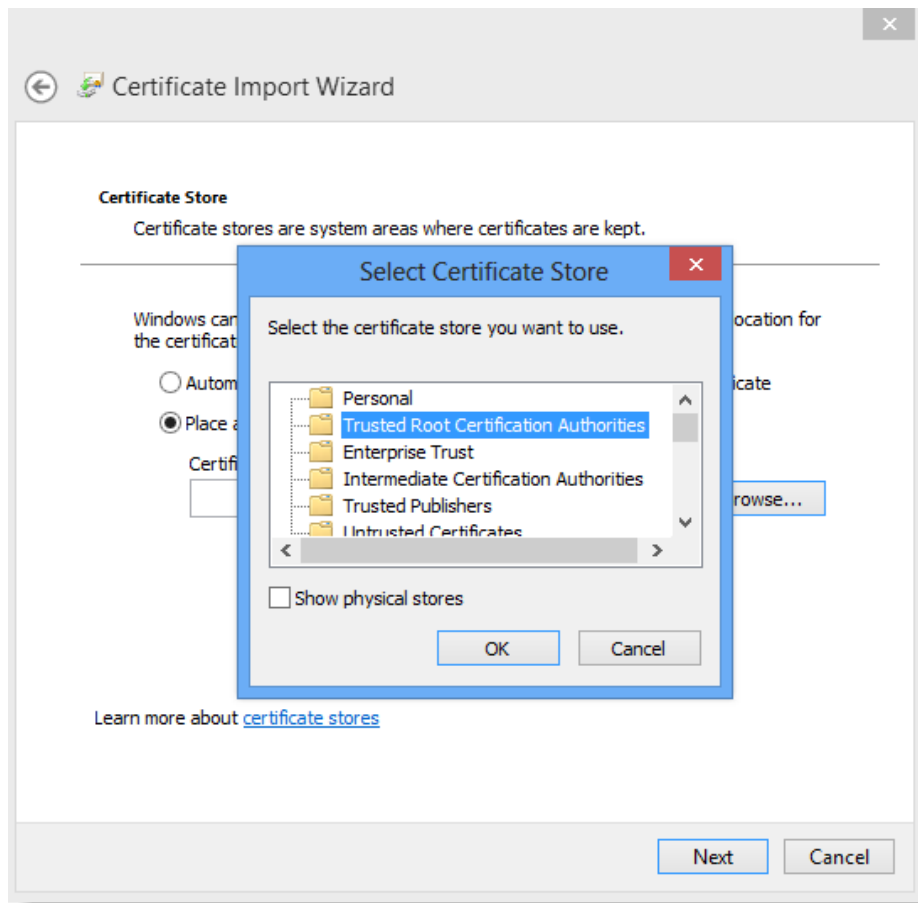 Certificate Import Wizard
Certificate Store
Certificate stores are system areas where certificates are kept.
Select Certificate Store
Windows can
ocation for
the certificat
Select the certificate store you want to use.
Autom
icate
Personal
Place a
Trusted Root Certification Authorities
Enterprise Trust
Certifi
Intermediate Certification Authorities
rowse...
Trusted Publishers
Untrusted Certificates
Show physical stores
OK Cancel
Learn more about certificate stores
Next Cancel